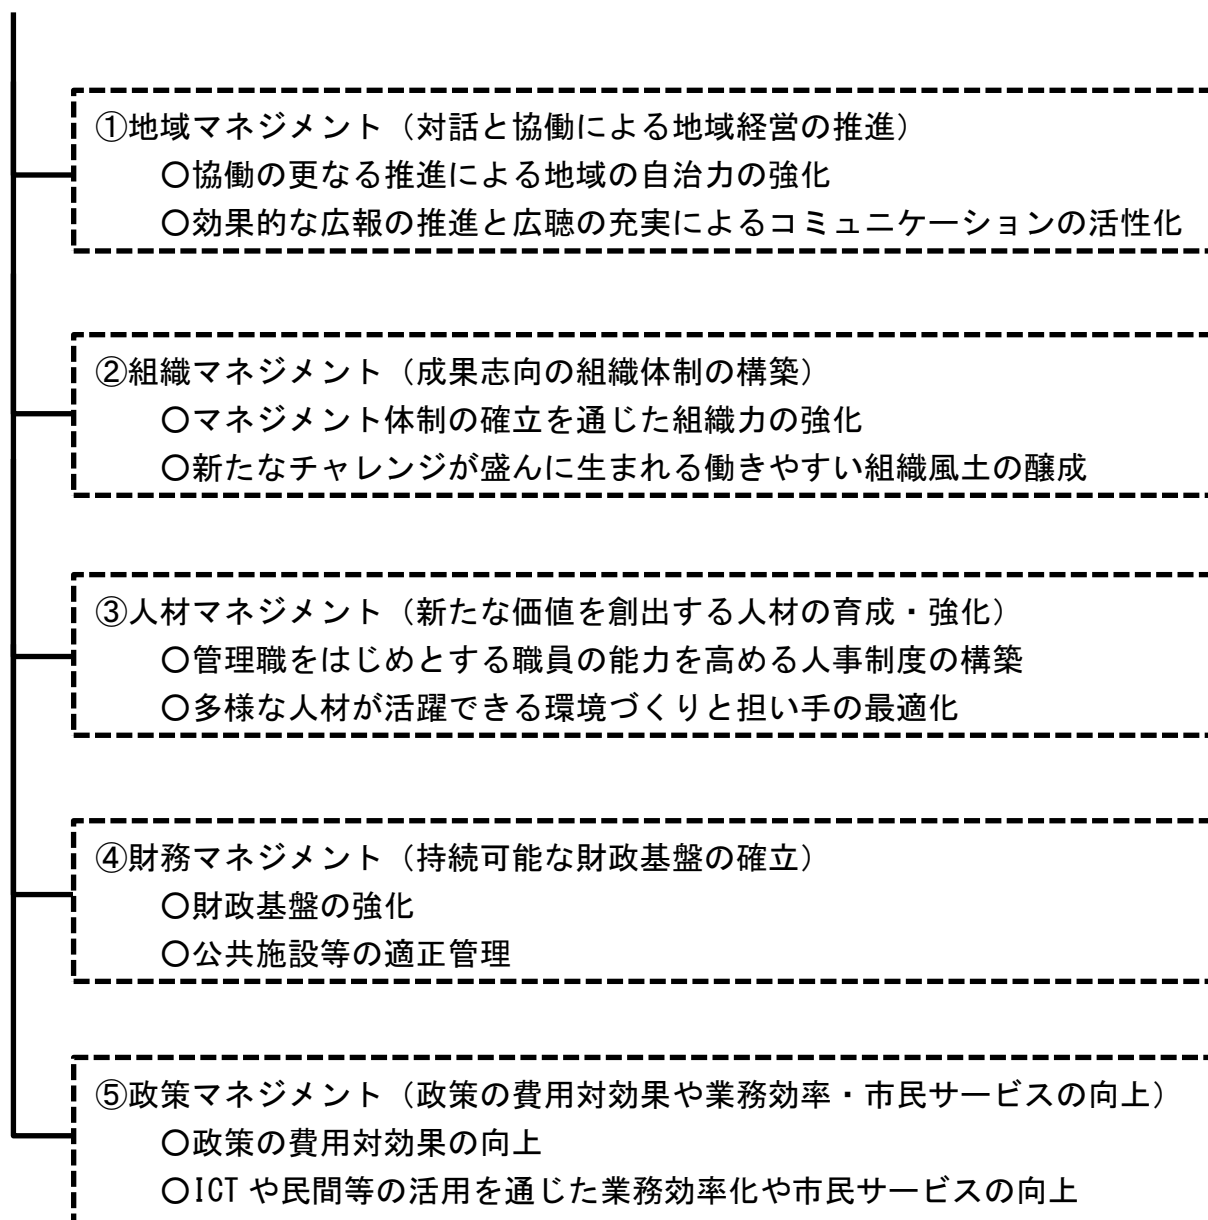 ①地域マネジメント（対話と協働による地域経営の推進）
○協働の更なる推進による地域の自治力の強化
○効果的な広報の推進と広聴の充実によるコミュニケーションの活性化
②組織マネジメント（成果志向の組織体制の構築）
○マネジメント体制の確立を通じた組織力の強化
○新たなチャレンジが盛んに生まれる働きやすい組織風土の醸成
③人材マネジメント（新たな価値を創出する人材の育成・強化）
○管理職をはじめとする職員の能力を高める人事制度の構築
○多様な人材が活躍できる環境づくりと担い手の最適化
④財務マネジメント（持続可能な財政基盤の確立）
○財政基盤の強化
○公共施設等の適正管理
⑤政策マネジメント（政策の費用対効果や業務効率・市民サービスの向上）
○政策の費用対効果の向上
○ICT や民間等の活用を通じた業務効率化や市民サービスの向上